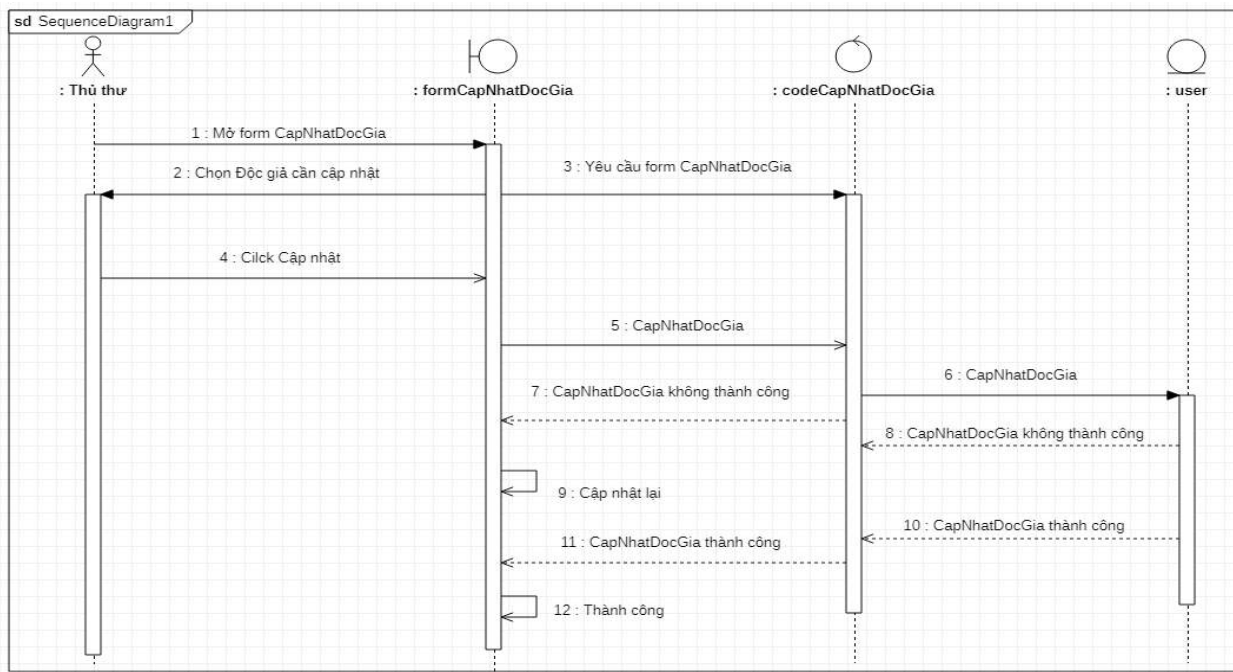 sd SequenceDiagram1
: Thủ thư
: formCapNhatDocGia
: codeCapNhatDocGia
: user
1 : Mở form CapNhatDocGia
2 : Chọn Độc giả cần cập nhật
3 : Yêu cầu form CapNhatDocGia
4 : Cilck Cập nhật
5 : CapNhatDocGia
6 : CapNhatDocGia
7 : CapNhatDocGia không thành công
8 : CapNhatDocGia không thành công
9 : Cập nhật lại
10 : CapNhatDocGia thành công
11 : CapNhatDocGia thành công
12 : Thành công